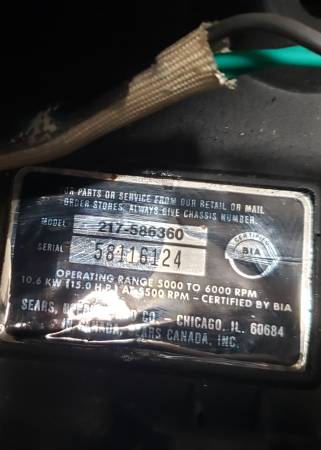 OR PARTS OR SERVICE FROM OUR RETAIL OR MAIL
ORDER STORES, ALWAYS GIVE CHASSIS NUMBER.
MODEL 217-586360
SERIAL 58116124
CERTIFIED
BIA
OPERATING RANGE 5000 TO 6000 RPM
10.6 KW (15.0 H.P.) AT 5500 RPM - CERTIFIED BY BIA
SEARS, CO. - CHICAGO, IL. 60684
IN CANADA, SEARS CANADA, INC.